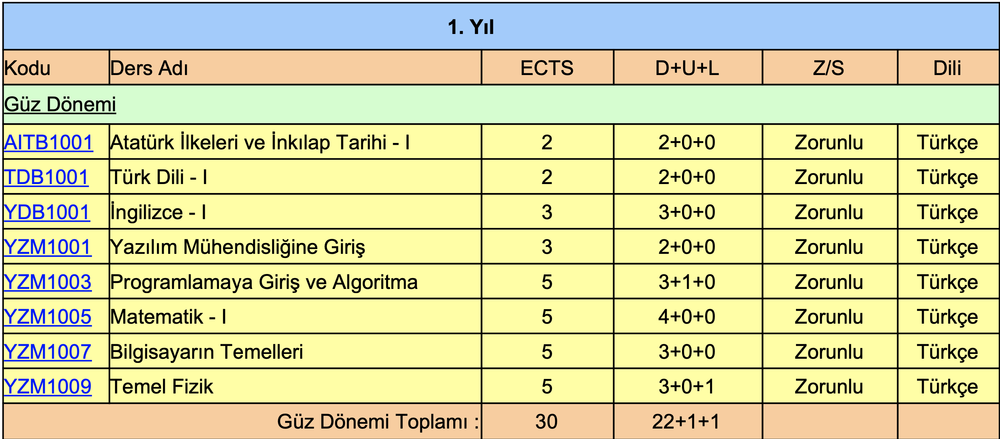 1. Yıl
Kodu Ders Adı ECTS D+U+L Z/S Dili
Güz Dönemi
AITB1001 Atatürk İlkeleri ve İnkılap Tarihi - I 2 2+0+0 Zorunlu Türkçe
TDB1001 Türk Dili - I 2 2+0+0 Zorunlu Türkçe
YDB1001 İngilizce - I 3 3+0+0 Zorunlu Türkçe
YZM1001 Yazılım Mühendisliğine Giriş 3 2+0+0 Zorunlu Türkçe
YZM1003 Programlamaya Giriş ve Algoritma 5 3+1+0 Zorunlu Türkçe
YZM1005 Matematik - I 5 4+0+0 Zorunlu Türkçe
YZM1007 Bilgisayarın Temelleri 5 3+0+0 Zorunlu Türkçe
YZM1009 Temel Fizik 5 3+0+1 Zorunlu Türkçe
Güz Dönemi Toplamı : 30 22+1+1